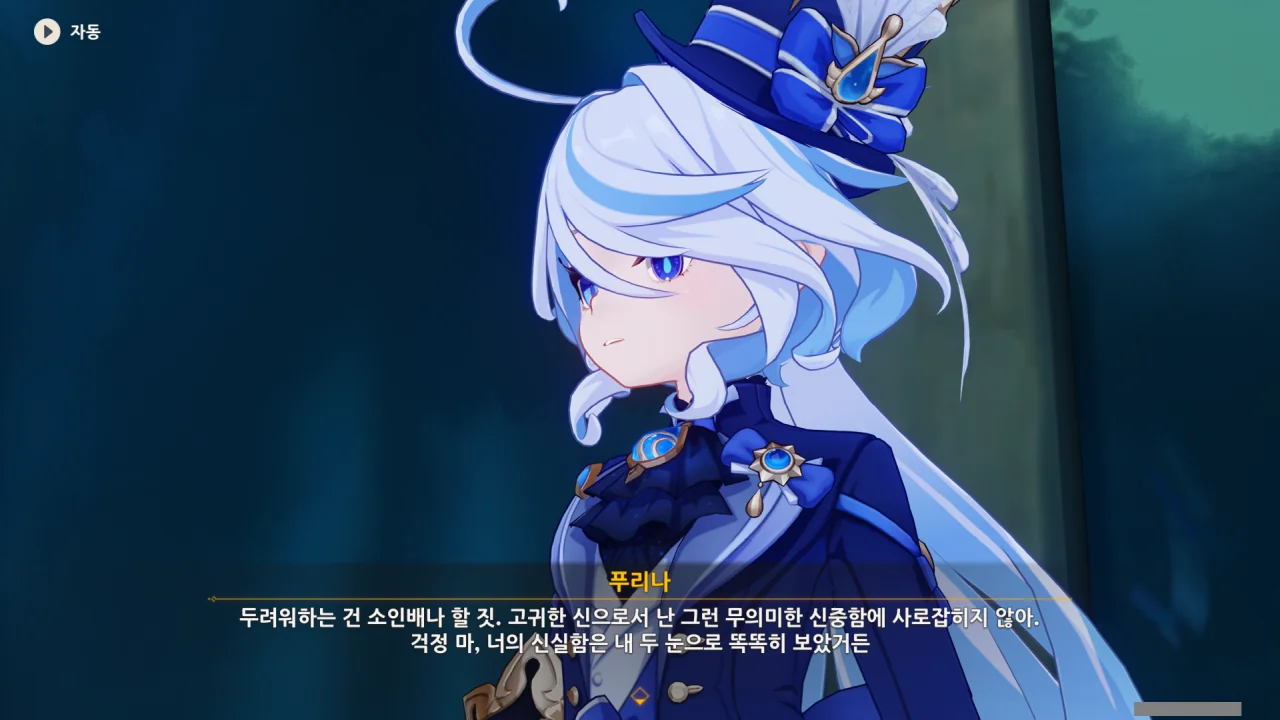 자동
푸리나
두려워하는 건 소인배나 할 짓. 고귀한 신으로서 난 그런 무의미한 신중함에 사로잡히지 않아.
걱정 마, 너의 신실함은 내 두 눈으로 똑똑히 보았거든